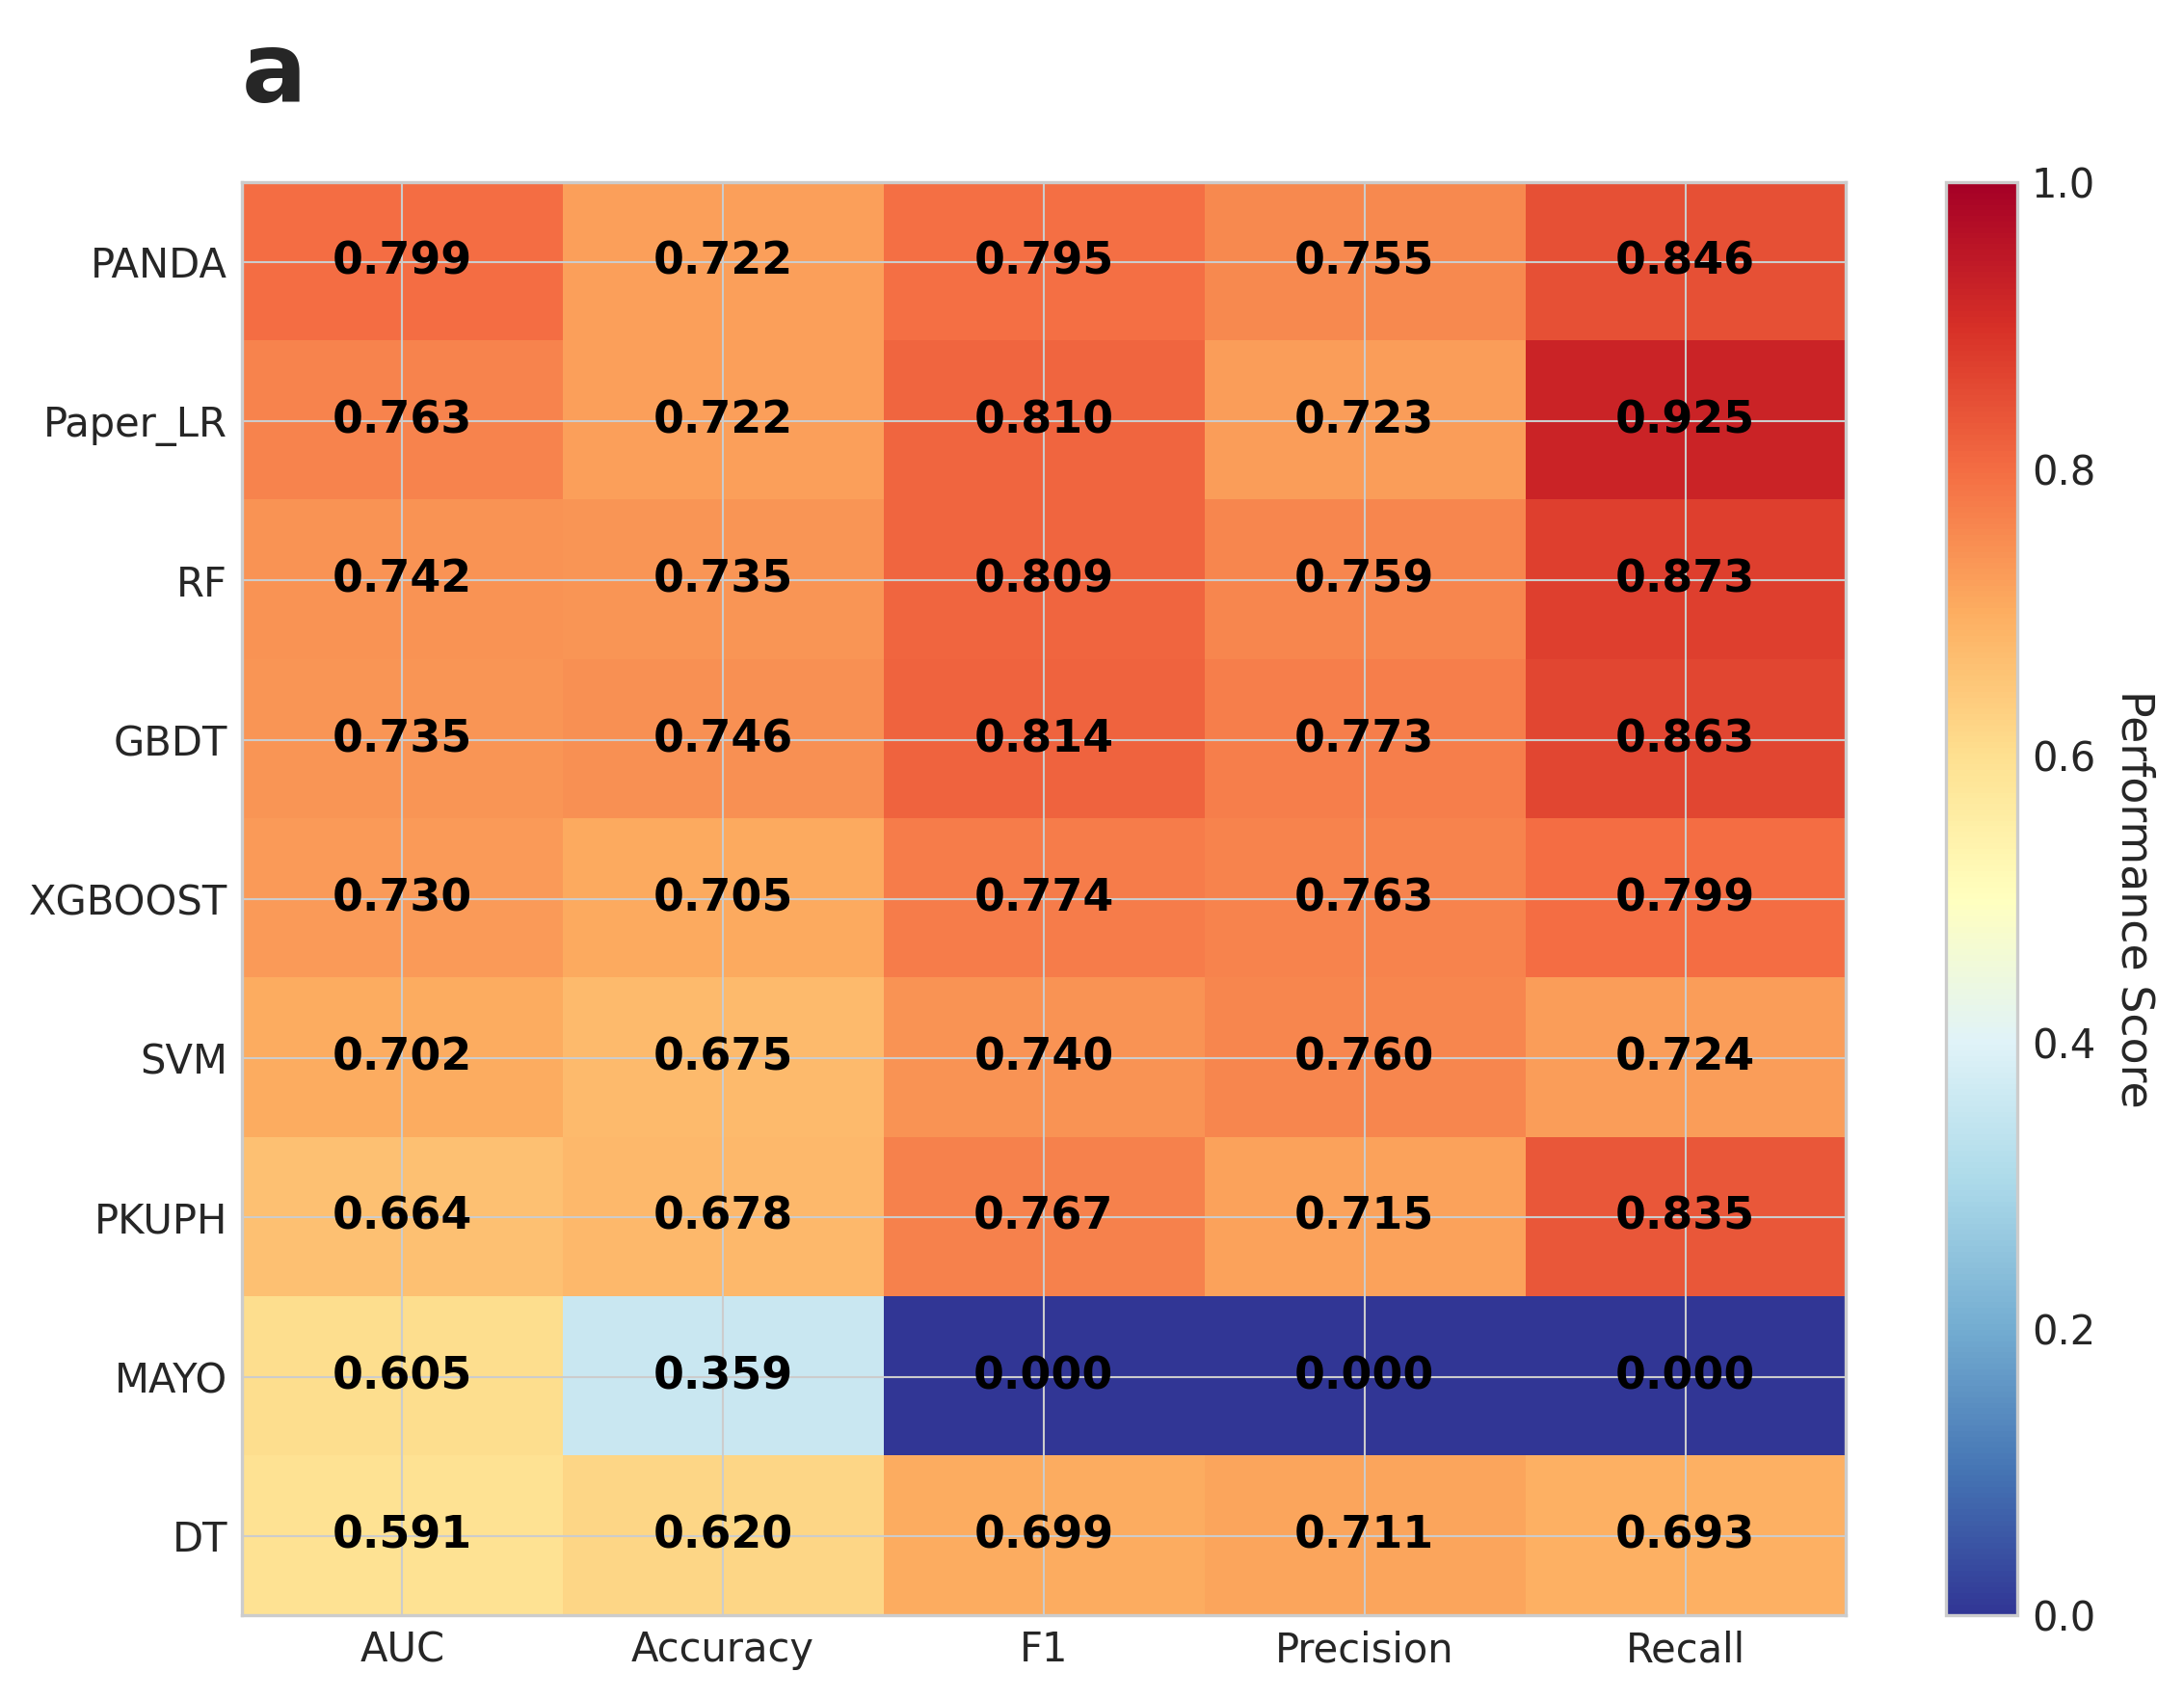 a
PANDA 0.799 0.722 0.795 0.755 0.846
Paper_LR 0.763 0.722 0.810 0.723 0.925
RF 0.742 0.735 0.809 0.759 0.873
GBDT 0.735 0.746 0.814 0.773 0.863
XGBOOST 0.730 0.705 0.774 0.763 0.799
SVM 0.702 0.675 0.740 0.760 0.724
PKUPH 0.664 0.678 0.767 0.715 0.835
MAYO 0.605 0.359 0.000 0.000 0.000
DT 0.591 0.620 0.699 0.711 0.693
AUC Accuracy F1 Precision Recall
1.0
0.8
0.6
0.4
0.2
0.0
Performance Score